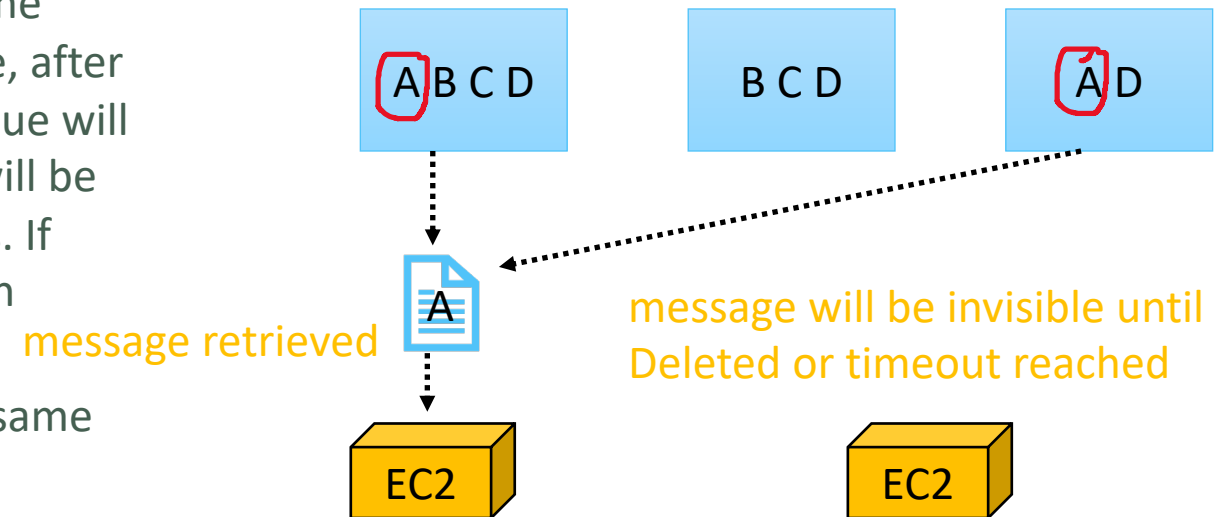 ne
e, after
ue will
vill be
. If
n
same
A B C D
B C D
A D
A
message retrieved
message will be invisible until
Deleted or timeout reached
EC2
EC2